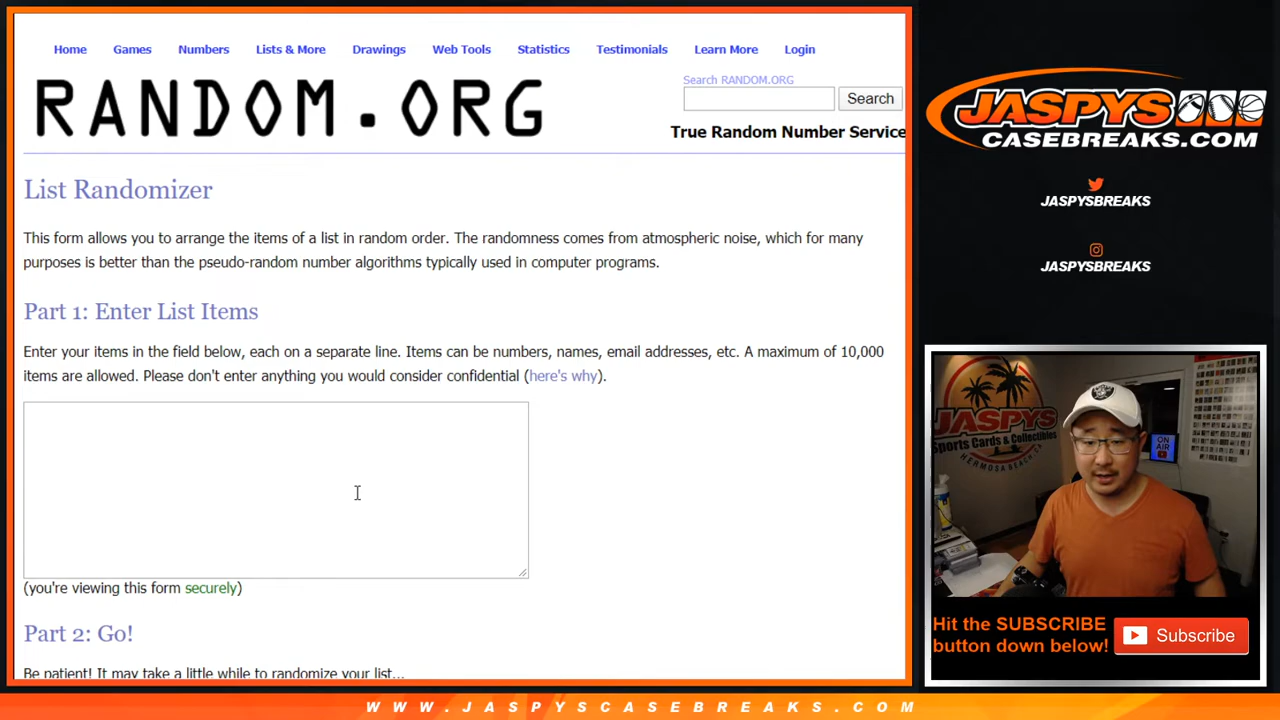 Home Games Numbers Lists & More Drawings Web Tools Statistics Testimonials Learn More Login
Search RANDOM.ORG
RANDOM.ORG
Search
True Random Number Service
List Randomizer
This form allows you to arrange the items of a list in random order. The randomness comes from atmospheric noise, which for many
purposes is better than the pseudo-random number algorithms typically used in computer programs.
Part 1: Enter List Items
Enter your items in the field below, each on a separate line. Items can be numbers, names, email addresses, etc. A maximum of 10,000
items are allowed. Please don't enter anything you would consider confidential (here's why).
(you're viewing this form securely)
Part 2: Go!
Be patient! It may take a little while to randomize your list...
JASPYS
CASEBREAKS.COM
JASPYSBREAKS
JASPYSBREAKS
JASPYS
Sports Cards & Collectibles
HERMOSA BEACH, CA
ON
AIR
Hit the SUBSCRIBE
button down below!
Subscribe
WWW.JASPYSCASEBREAKS.COM